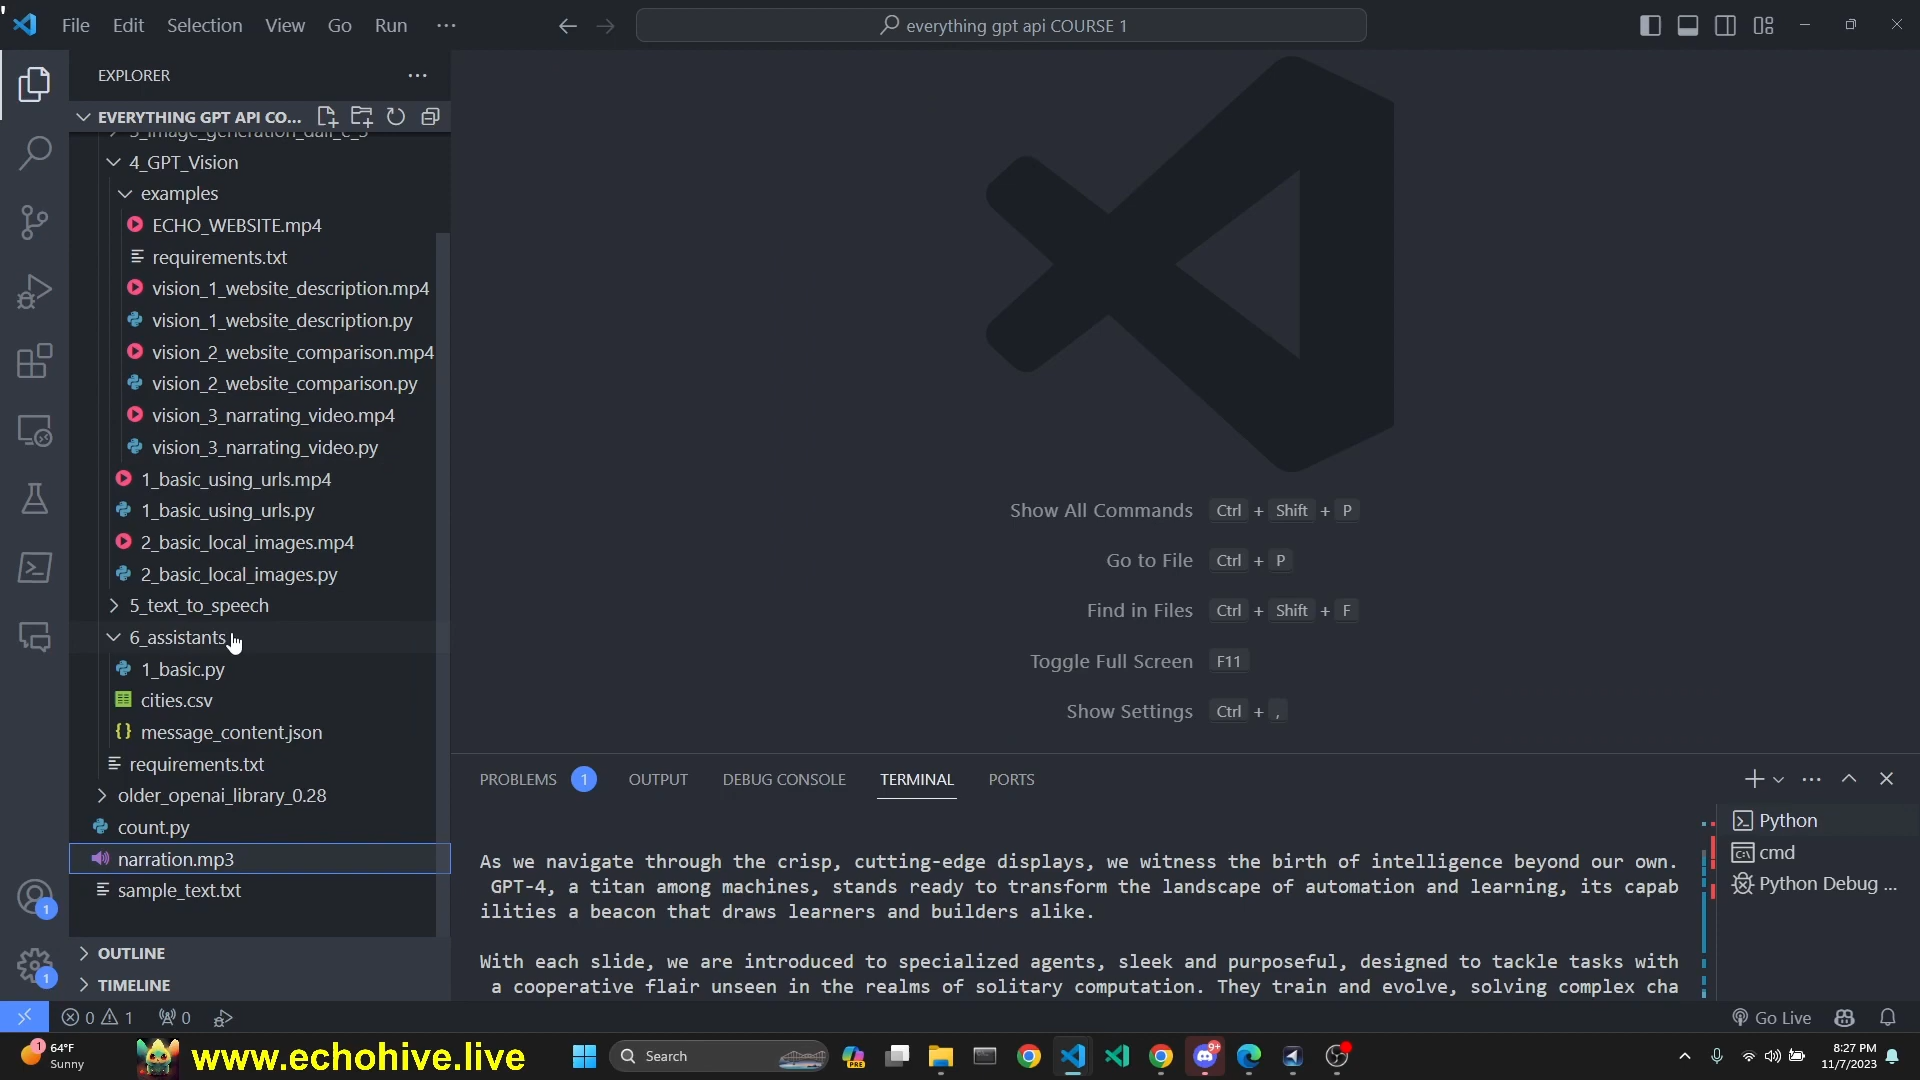 File Edit Selection View Go Run ···
everything gpt api COURSE 1
EXPLORER
EVERYTHING GPT API CO...
3_image_generation_dall_e_3
4_GPT_Vision
examples
ECHO_WEBSITE.mp4
requirements.txt
vision_1_website_description.mp4
vision_1_website_description.py
vision_2_website_comparison.mp4
vision_2_website_comparison.py
vision_3_narrating_video.mp4
vision_3_narrating_video.py
1_basic_using_urls.mp4
1_basic_using_urls.py
2_basic_local_images.mp4
2_basic_local_images.py
5_text_to_speech
6_assistants
1_basic.py
cities.csv
message_content.json
requirements.txt
older_openai_library_0.28
count.py
narration.mp3
sample_text.txt
OUTLINE
TIMELINE
1
1
Show All Commands Ctrl + Shift + P
Go to File Ctrl + P
Find in Files Ctrl + Shift + F
Toggle Full Screen F11
Show Settings Ctrl + ,
PROBLEMS 1 OUTPUT DEBUG CONSOLE TERMINAL PORTS
As we navigate through the crisp, cutting-edge displays, we witness the birth of intelligence beyond our own.
GPT-4, a titan among machines, stands ready to transform the landscape of automation and learning, its capab
ilities a beacon that draws learners and builders alike.
With each slide, we are introduced to specialized agents, sleek and purposeful, designed to tackle tasks with
a cooperative flair unseen in the realms of solitary computation. They train and evolve, solving complex cha
Python
cmd
Python Debug ...
0 1 0
Go Live
1 64°F
Sunny
www.echohive.live
Search
PRE
9+
8:27 PM
11/7/2023